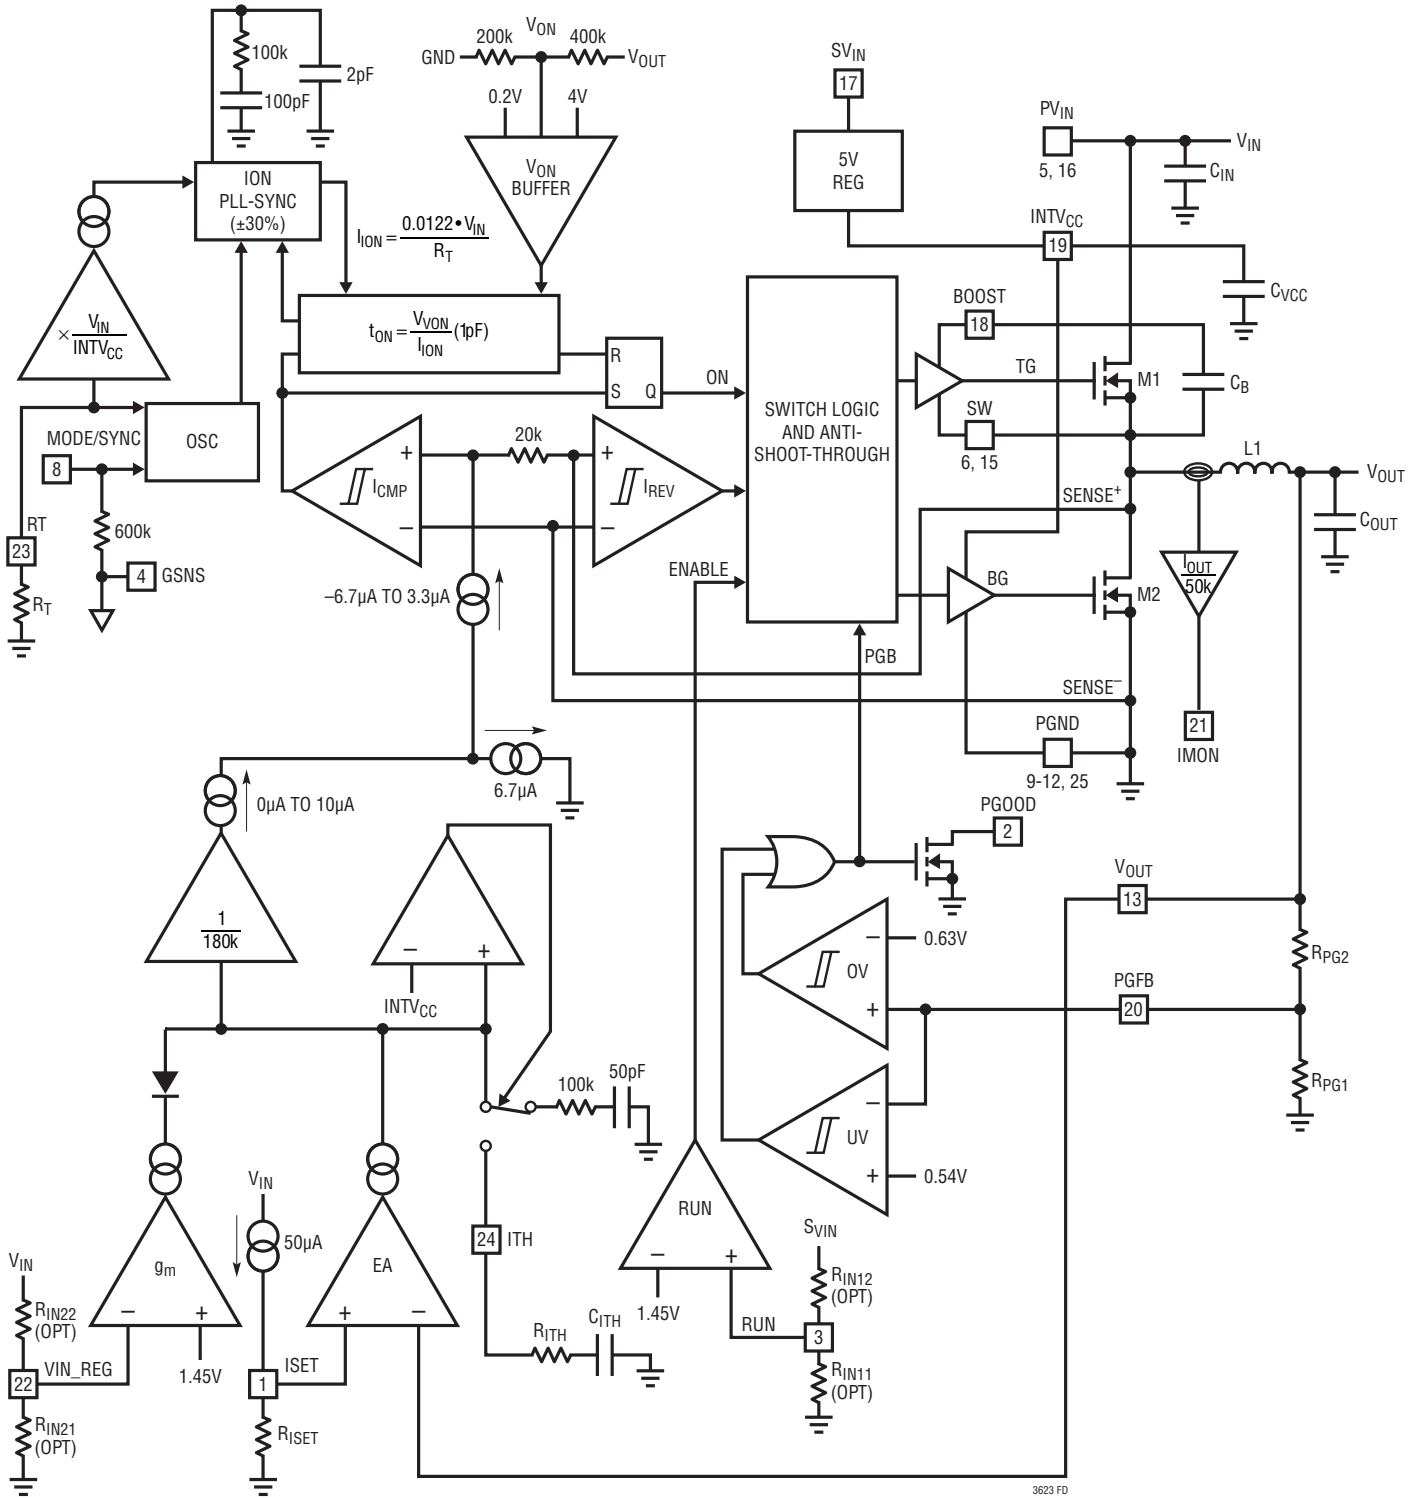 100k
2pF
100pF
GND
200k
VON
400k
VOUT
0.2V
4V
VON
BUFFER
SVIN
17
5V
REG
PVIN
5, 16
VIN
CIN
INTVCC
19
CVCC
ION
PLL-SYNC
(±30%)
IION = 0.0122•VIN
RT
× VIN
INTVCC
tON = VVON (1pF)
IION
R
S Q
ON
BOOST
18
TG
M1
CB
SW
6, 15
SWITCH LOGIC
AND ANTI-
SHOOT-THROUGH
MODE/SYNC
8
OSC
20k
+
ICMP
–
+
IREV
–
L1
VOUT
COUT
SENSE+
RT
23
RT
600k
4 GSNS
–6.7µA TO 3.3µA
ENABLE
BG
M2
IOUT
50k
PGB
SENSE–
PGND
9-12, 25
21
IMON
6.7µA
0µA TO 10µA
PGOOD
2
1
180k
– +
INTVCC
– 0.63V
OV
+
VOUT
13
RPG2
PGFB
20
RPG1
–
UV
+ 0.54V
100k
50pF
24 ITH
RITH
CITH
RUN
– +
1.45V
RUN
SVIN
RIN12
(OPT)
3
RIN11
(OPT)
VIN
50µA
gm
– +
1.45V
EA
+ –
VIN
RIN22
(OPT)
22
VIN_REG
RIN21
(OPT)
1
ISET
RISET
3623 FD